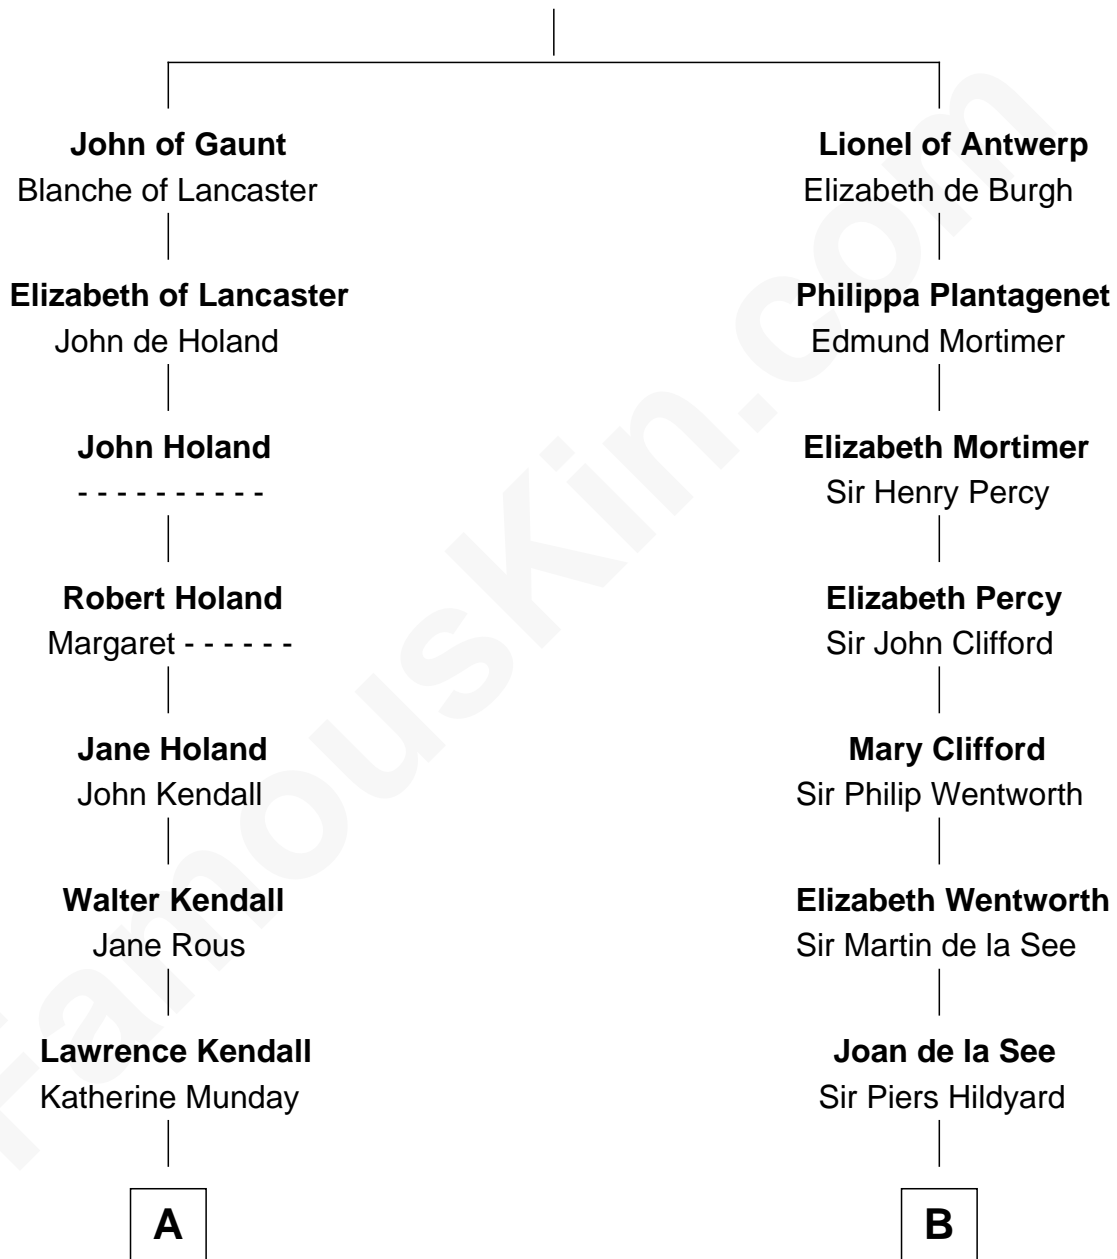 John of Gaunt
Blanche of Lancaster
Elizabeth of Lancaster
John de Holand
John Holand
- - - - - - - - - -
Robert Holand
Margaret - - - - - -
Jane Holand
John Kendall
Walter Kendall
Jane Rous
Lawrence Kendall
Katherine Munday
A
Lionel of Antwerp
Elizabeth de Burgh
Philippa Plantagenet
Edmund Mortimer
Elizabeth Mortimer
Sir Henry Percy
Elizabeth Percy
Sir John Clifford
Mary Clifford
Sir Philip Wentworth
Elizabeth Wentworth
Sir Martin de la See
Joan de la See
Sir Piers Hildyard
B
FamousKin.com